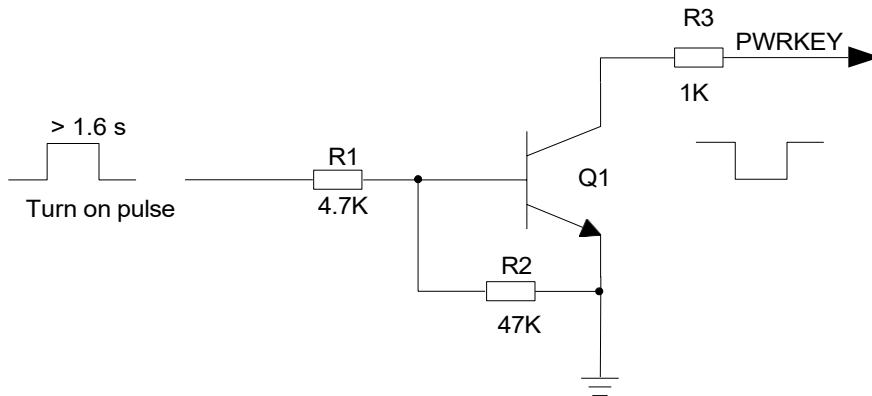 R3
PWRKEY
1K
> 1.6 s
R1
Q1
4.7K
Turn on pulse
R2
47K